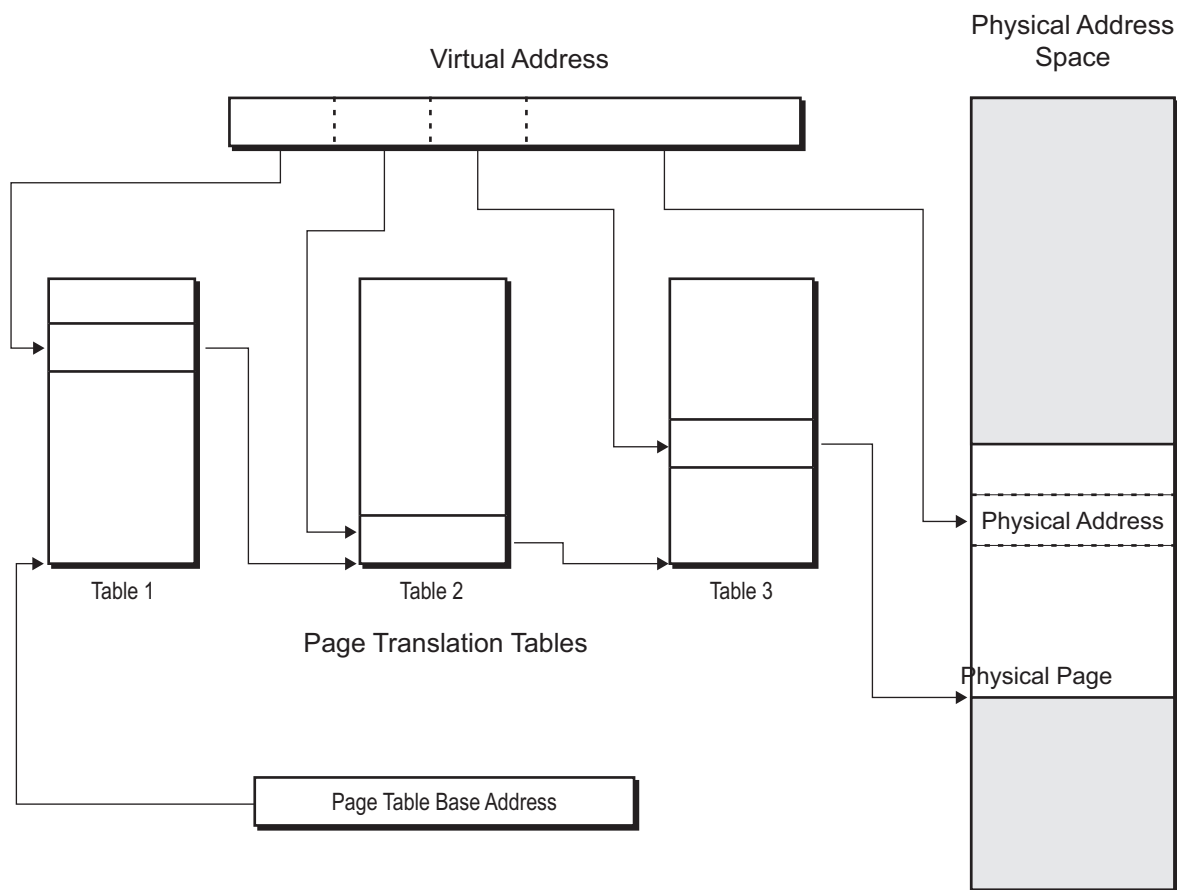 Physical Address
Space
Virtual Address
Physical Address
Table 1
Table 2
Table 3
Page Translation Tables
Physical Page
Page Table Base Address